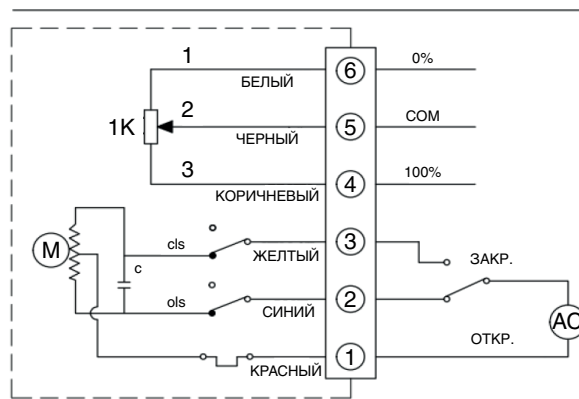 1 БЕЛЫЙ 6 0%
1K 2 ЧЕРНЫЙ 5 COM
3 КОРИЧНЕВЫЙ 4 100%
M c cls ЖЕЛТЫЙ 3 ЗАКР.
ols СИНИЙ 2 AC
КРАСНЫЙ 1 ОТКР.